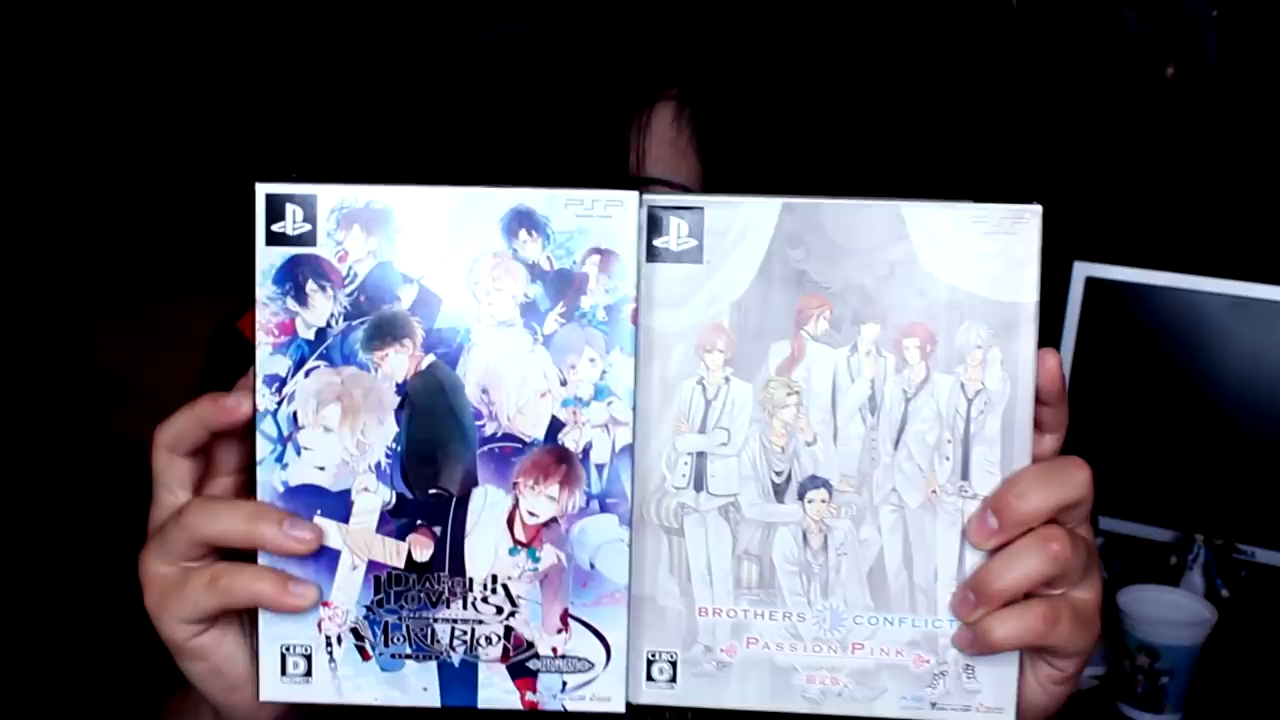 PSP
DIABOLIK
LOVERS
MORE,BLOOD
CERO
D
PSP
BROTHERS CONFLICT
PASSION PINK
限定版
CERO
C